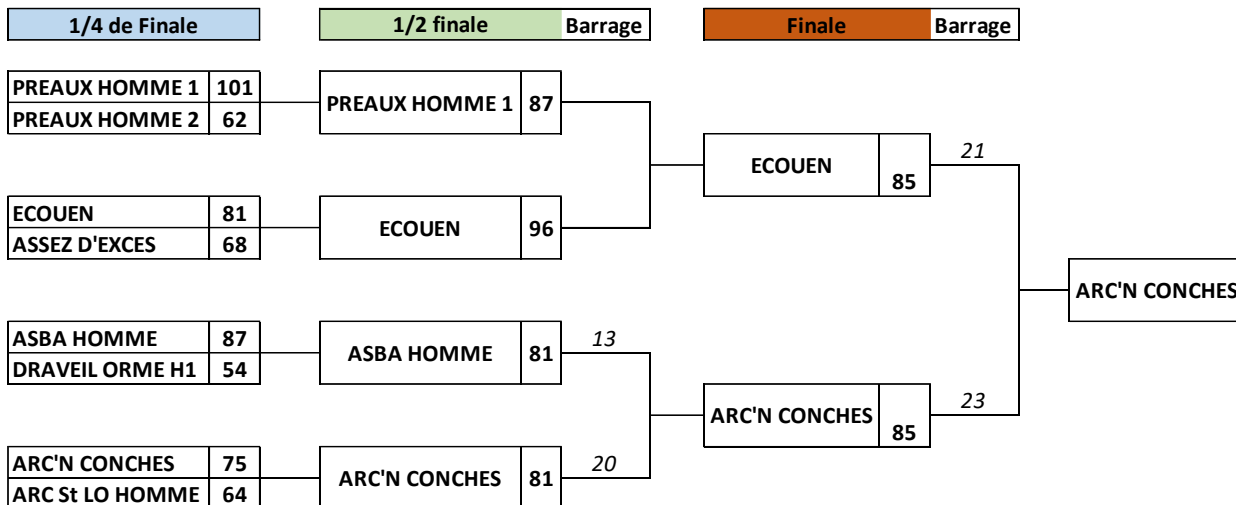 1/4 de Finale 1/2 finale Barrage Finale Barrage
PREAUX HOMME 1 101
PREAUX HOMME 2 62
PREAUX HOMME 1 87
ECOUEN 85 21
ECOUEN 81
ASSEZ D'EXCES 68
ECOUEN 96
ARC'N CONCHES
ASBA HOMME 87
DRAVEIL ORME H1 54
ASBA HOMME 81 13
ARC'N CONCHES 85 23
ARC'N CONCHES 75
ARC St LO HOMME 64
ARC'N CONCHES 81 20